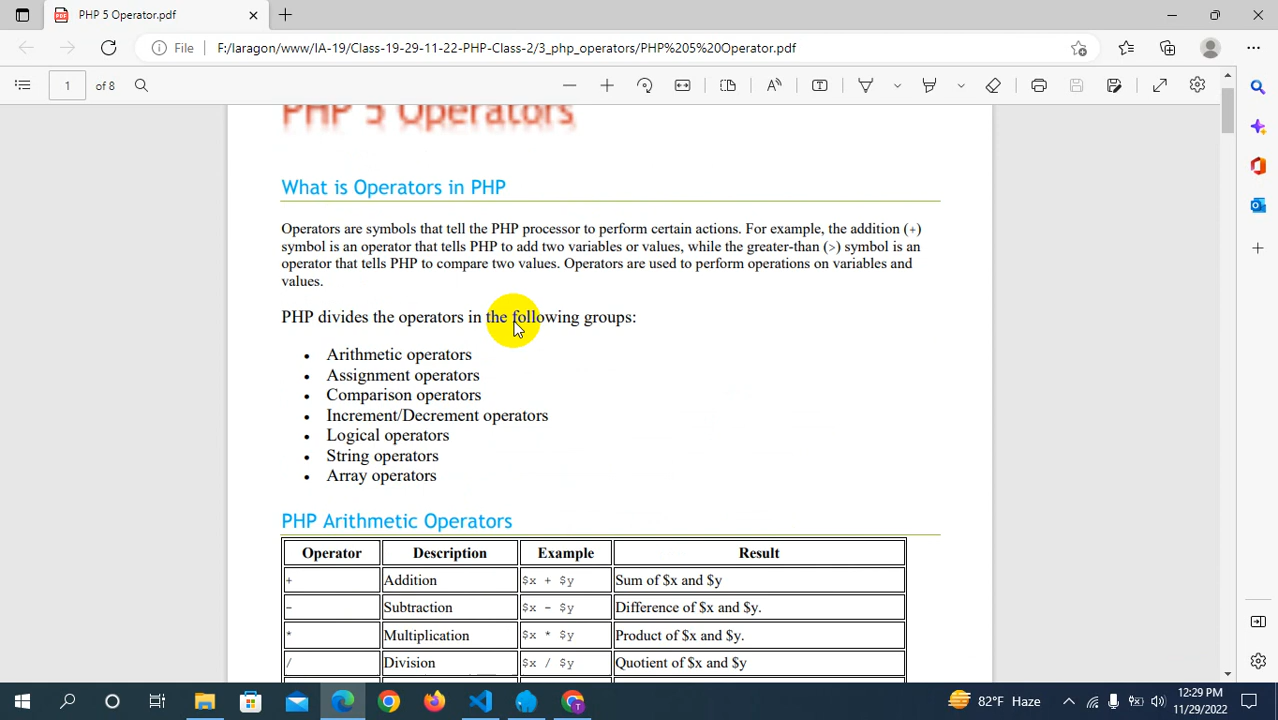 PHP 5 Operator.pdf
File
F:/laragon/www/IA-19/Class-19-29-11-22-PHP-Class-2/3_php_operators/PHP%205%20Operator.pdf
1 of 8
PHP 5 Operators
What is Operators in PHP
Operators are symbols that tell the PHP processor to perform certain actions. For example, the addition (+)
symbol is an operator that tells PHP to add two variables or values, while the greater-than (>) symbol is an
operator that tells PHP to compare two values. Operators are used to perform operations on variables and
values.
PHP divides the operators in the following groups:
• Arithmetic operators
• Assignment operators
• Comparison operators
• Increment/Decrement operators
• Logical operators
• String operators
• Array operators
PHP Arithmetic Operators
Operator Description Example Result
+ Addition $x + $y Sum of $x and $y
- Subtraction $x - $y Difference of $x and $y.
* Multiplication $x * $y Product of $x and $y.
/ Division $x / $y Quotient of $x and $y
82°F Haze
12:29 PM
11/29/2022